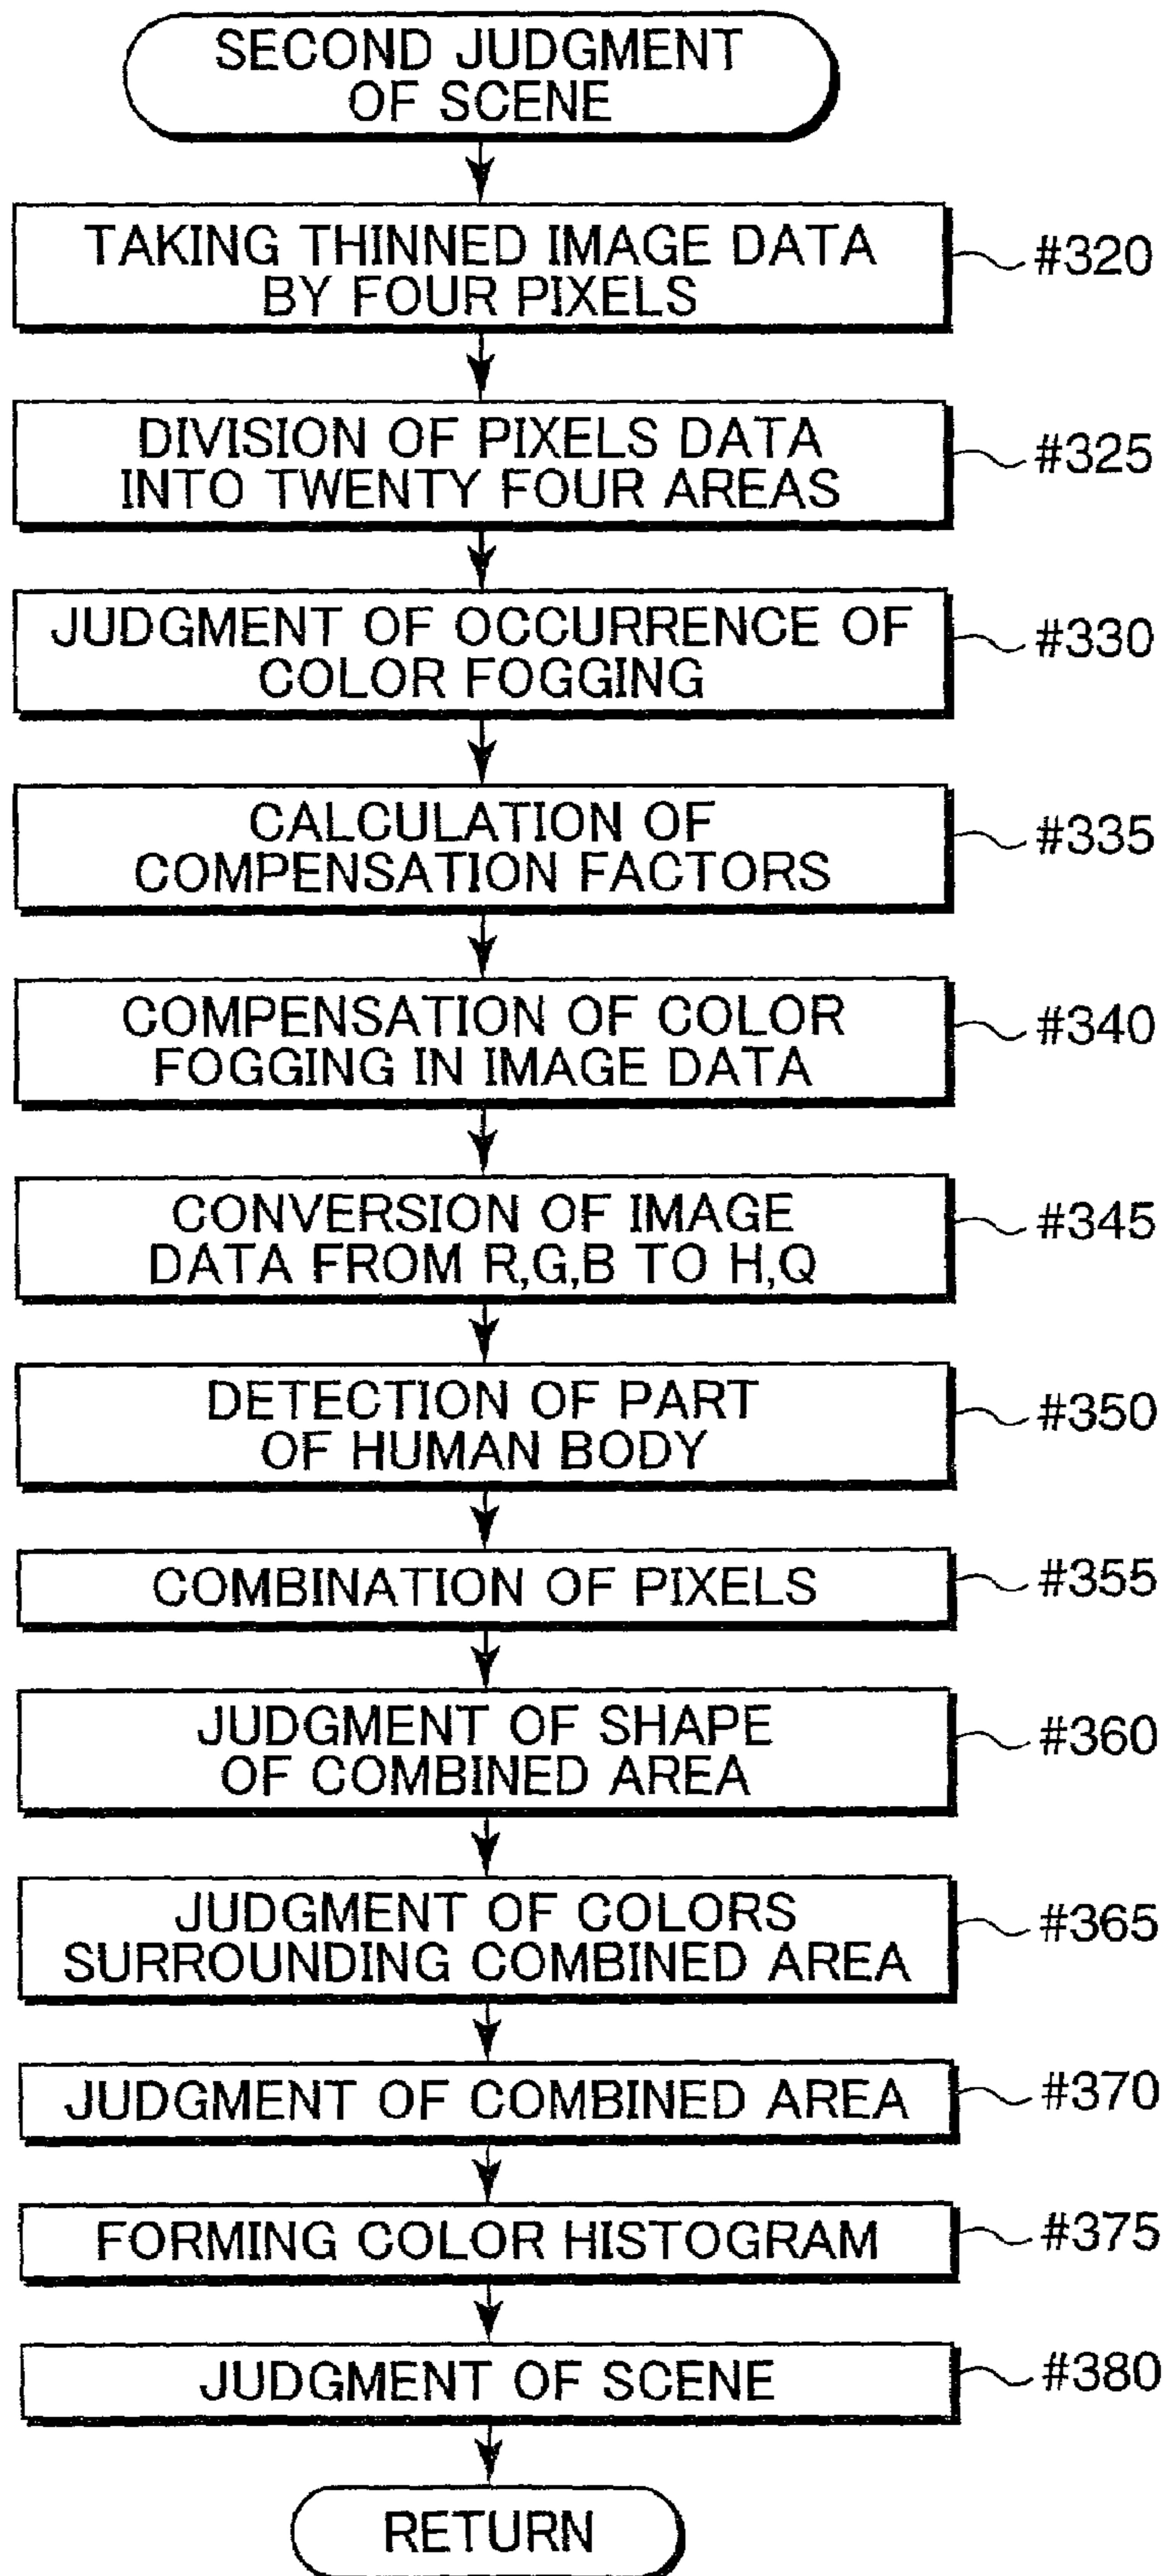 SECOND JUDGMENT
OF SCENE
TAKING THINNED IMAGE DATA
BY FOUR PIXELS
#320
DIVISION OF PIXELS DATA
INTO TWENTY FOUR AREAS
#325
JUDGMENT OF OCCURRENCE OF
COLOR FOGGING
#330
CALCULATION OF
COMPENSATION FACTORS
#335
COMPENSATION OF COLOR
FOGGING IN IMAGE DATA
#340
CONVERSION OF IMAGE
DATA FROM R,G,B TO H,Q
#345
DETECTION OF PART
OF HUMAN BODY
#350
COMBINATION OF PIXELS
#355
JUDGMENT OF SHAPE
OF COMBINED AREA
#360
JUDGMENT OF COLORS
SURROUNDING COMBINED AREA
#365
JUDGMENT OF COMBINED AREA
#370
FORMING COLOR HISTOGRAM
#375
JUDGMENT OF SCENE
#380
RETURN